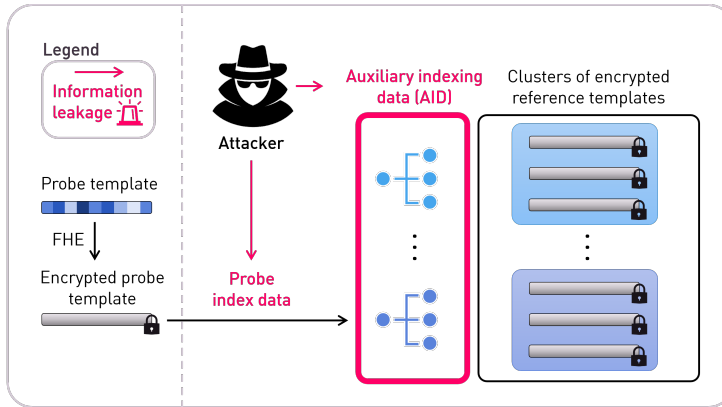 Legend
Information
leakage
Probe template
FHE
Encrypted probe
template
Attacker
Probe
index data
Auxiliary indexing
data (AID)
Clusters of encrypted
reference templates